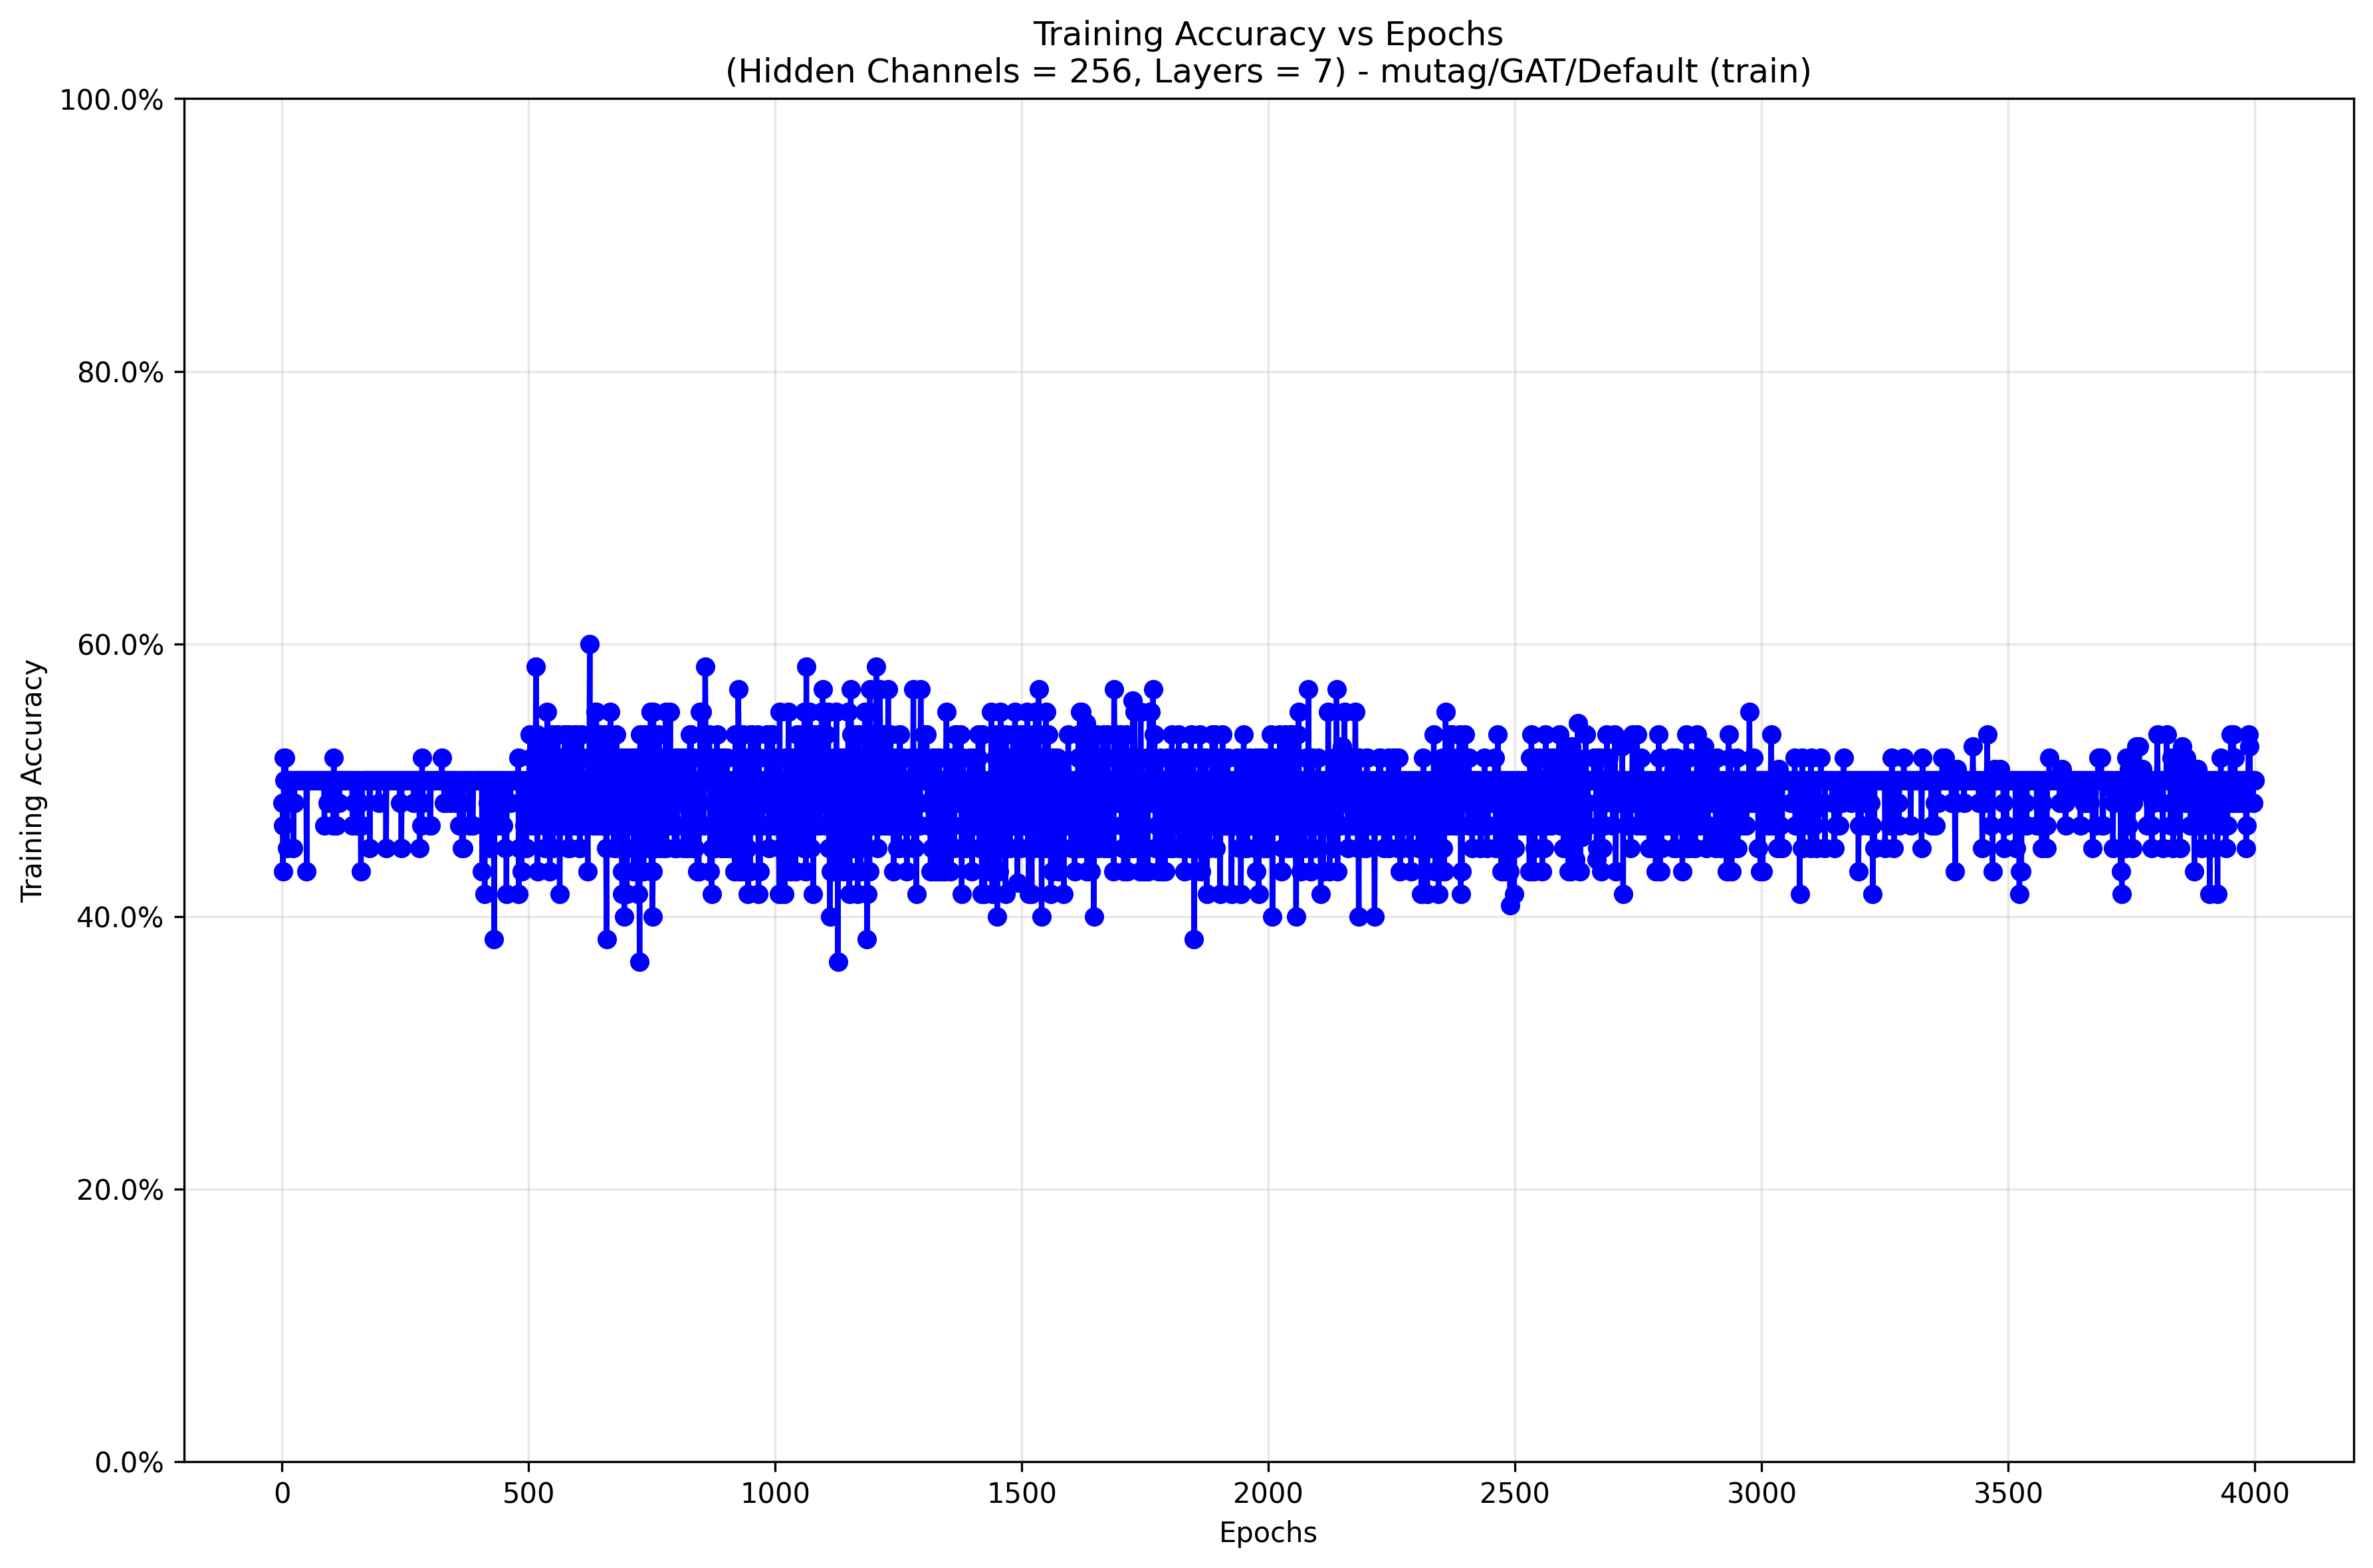 Training Accuracy vs Epochs
(Hidden Channels = 256, Layers = 7) - mutag/GAT/Default (train)
100.0%
80.0%
60.0%
40.0%
20.0%
0.0%
Training Accuracy
0 500 1000 1500 2000 2500 3000 3500 4000
Epochs